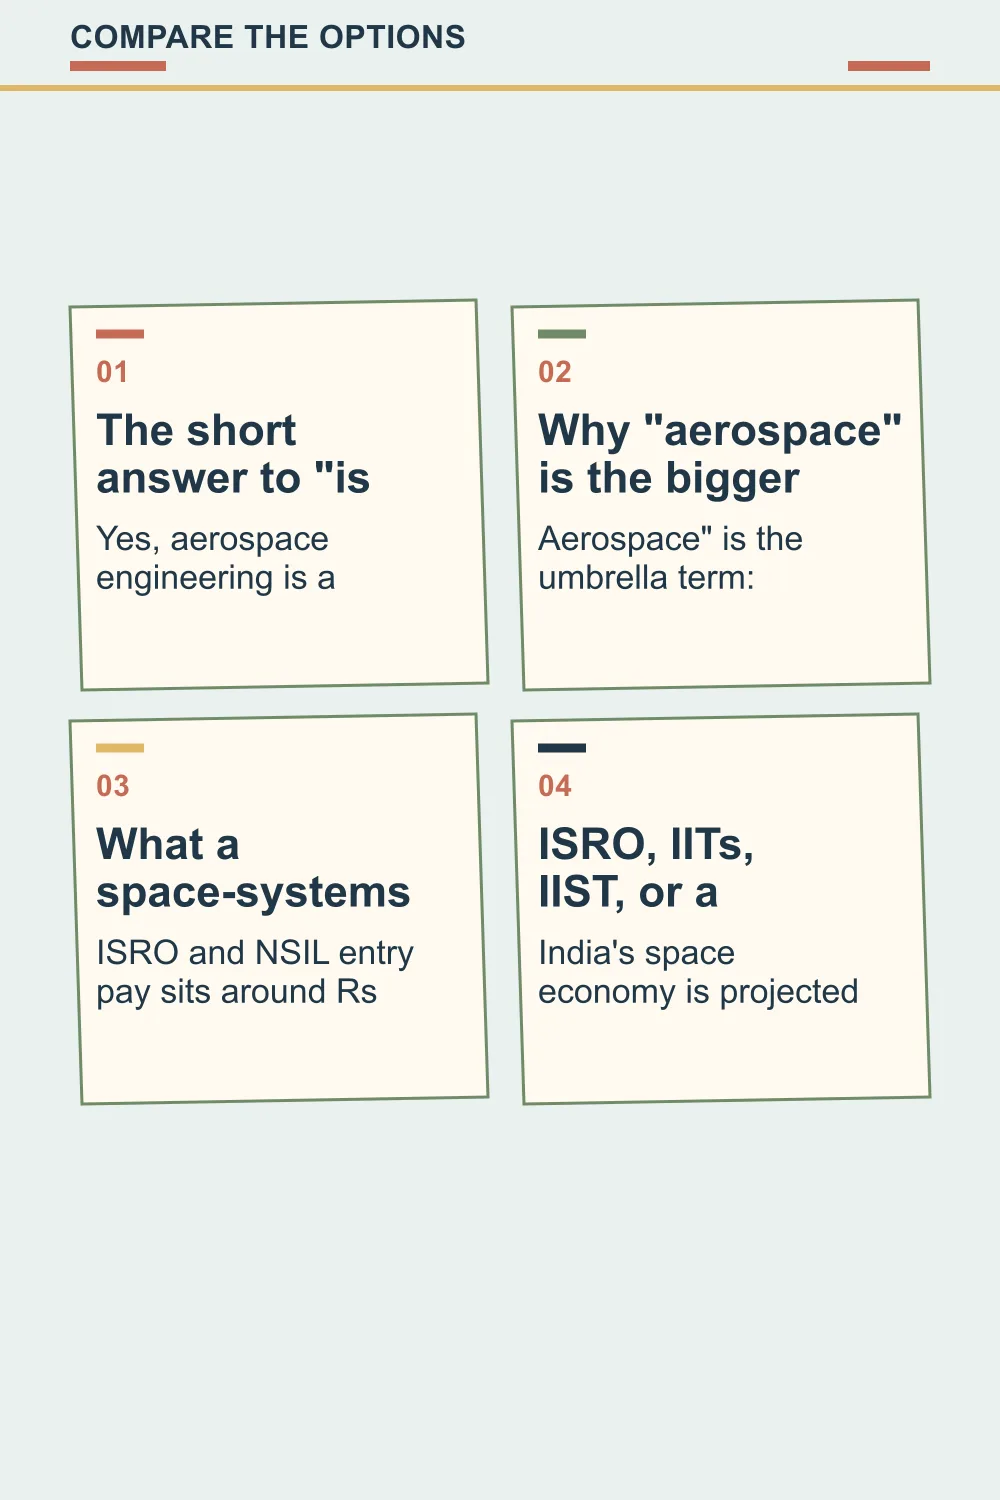 COMPARE THE OPTIONS
01
The short
answer to "is
Yes, aerospace
engineering is a
02
Why "aerospace"
is the bigger
Aerospace" is the
umbrella term:
03
What a
space-systems
ISRO and NSIL entry
pay sits around Rs
04
ISRO, IITs,
IIST, or a
India's space
economy is projected